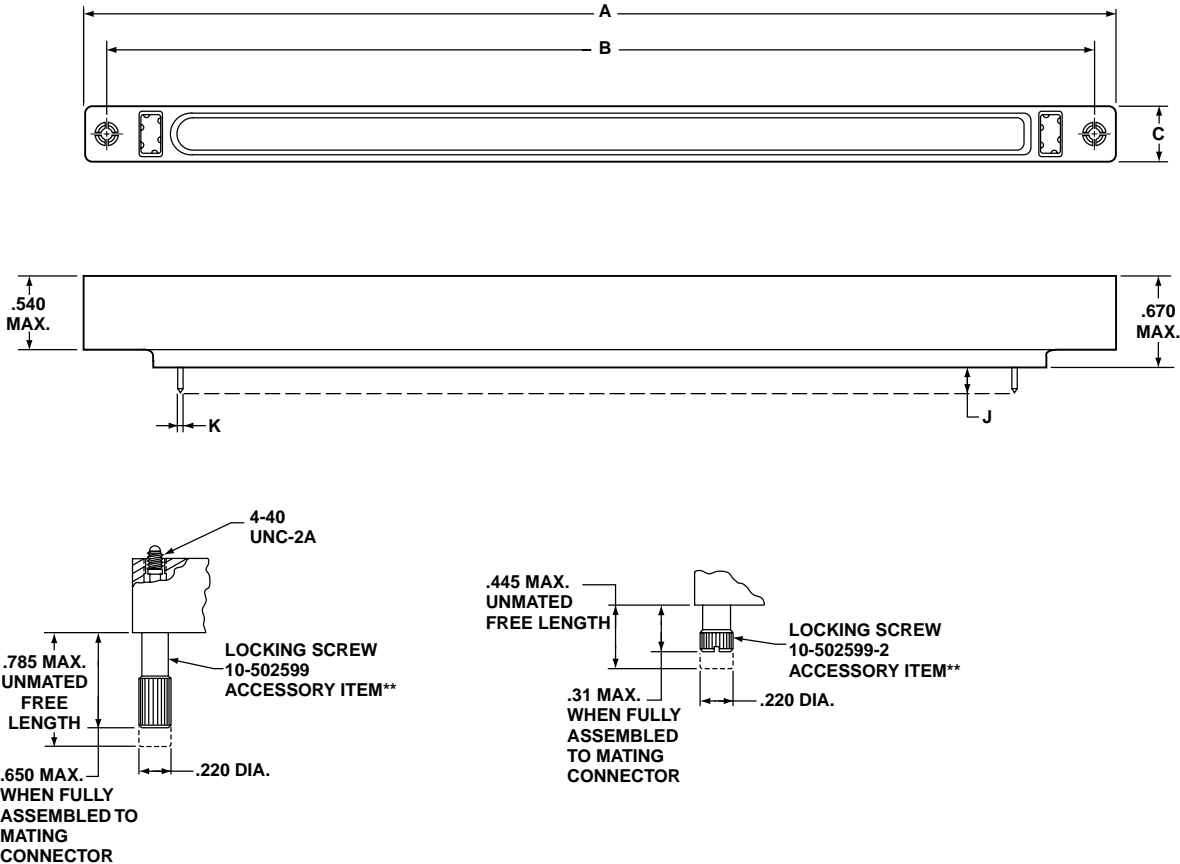 A
B
C
.540
MAX.
.670
MAX.
K
J
4-40
UNC-2A
.785 MAX.
UNMATED
FREE
LENGTH
LOCKING SCREW
10-502599
ACCESSORY ITEM**
.220 DIA.
.650 MAX.
WHEN FULLY
ASSEMBLED TO
MATING
CONNECTOR
.445 MAX.
UNMATED
FREE LENGTH
LOCKING SCREW
10-502599-2
ACCESSORY ITEM**
.220 DIA.
.31 MAX.
WHEN FULLY
ASSEMBLED
TO MATING
CONNECTOR